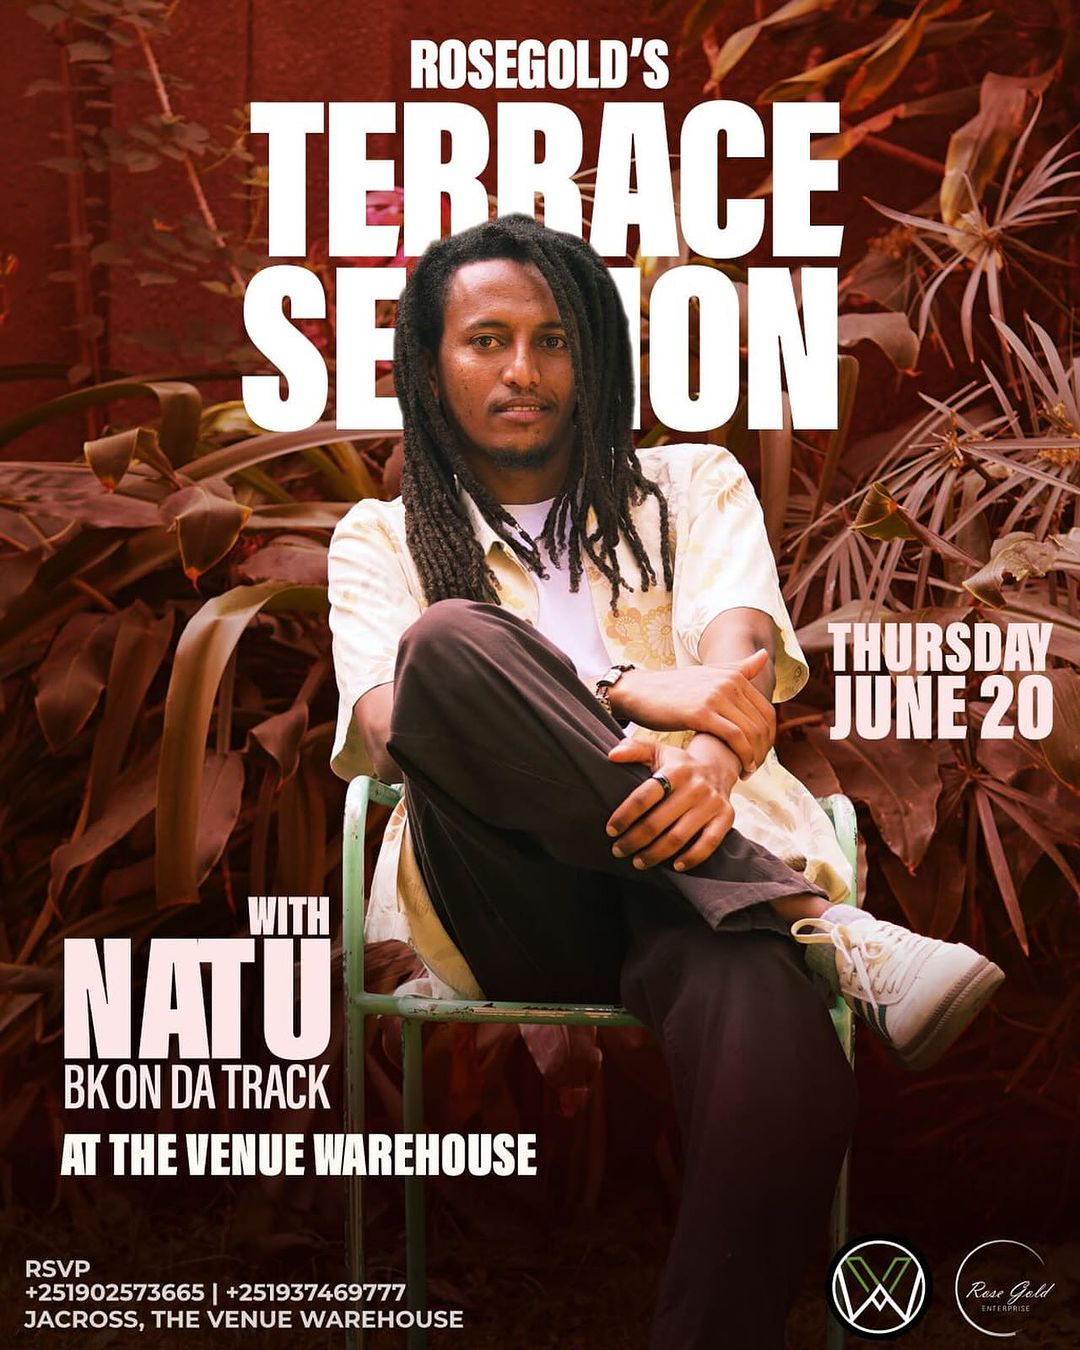 ROSEGOLD'S
TERRACE
SESSION
THURSDAY
JUNE 20
WITH
NATU
BK ON DA TRACK
AT THE VENUE WAREHOUSE
RSVP
+251902573665 | +251937469777
JACROSS, THE VENUE WAREHOUSE
Rose Gold
ENTERPRISE